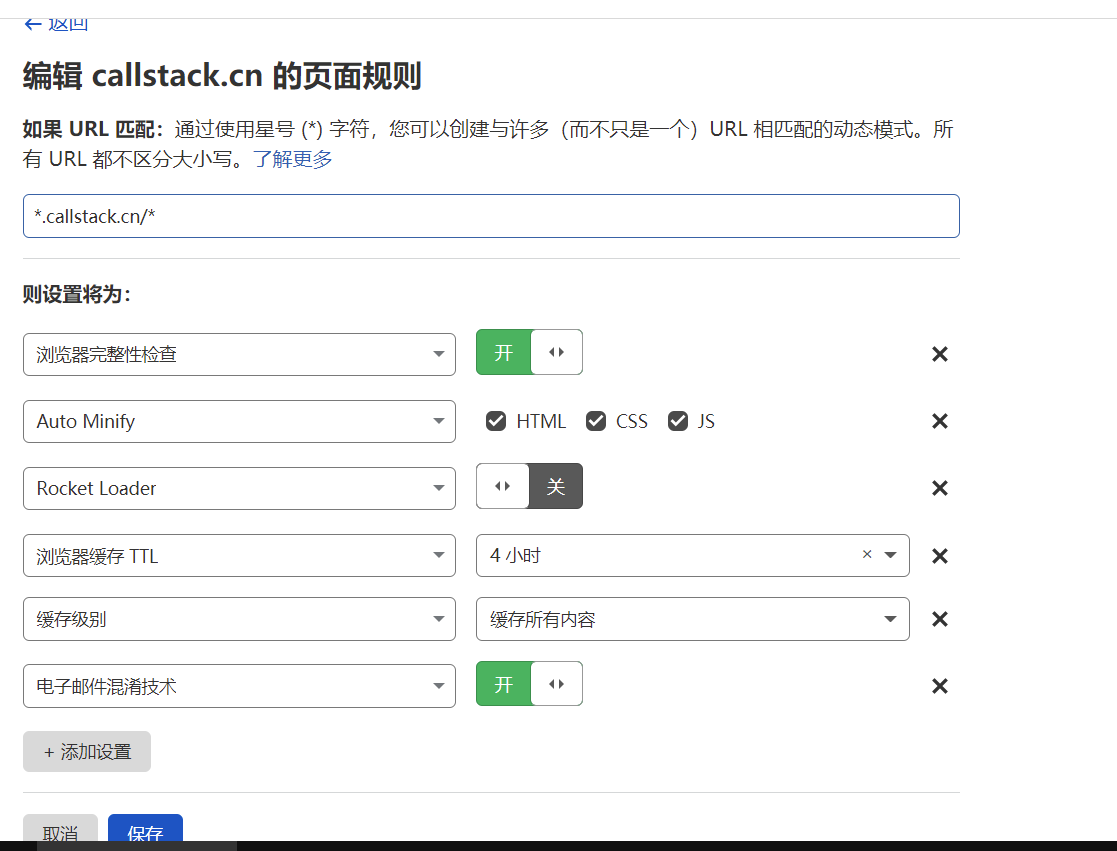 ← 返回
编辑 callstack.cn 的页面规则
如果 URL 匹配：通过使用星号 (*) 字符，您可以创建与许多（而不只是一个）URL 相匹配的动态模式。所
有 URL 都不区分大小写。了解更多
*.callstack.cn/*
则设置将为：
浏览器完整性检查 开
Auto Minify HTML CSS JS
Rocket Loader 关
浏览器缓存 TTL 4 小时
缓存级别 缓存所有内容
电子邮件混淆技术 开
+ 添加设置
取消 保存